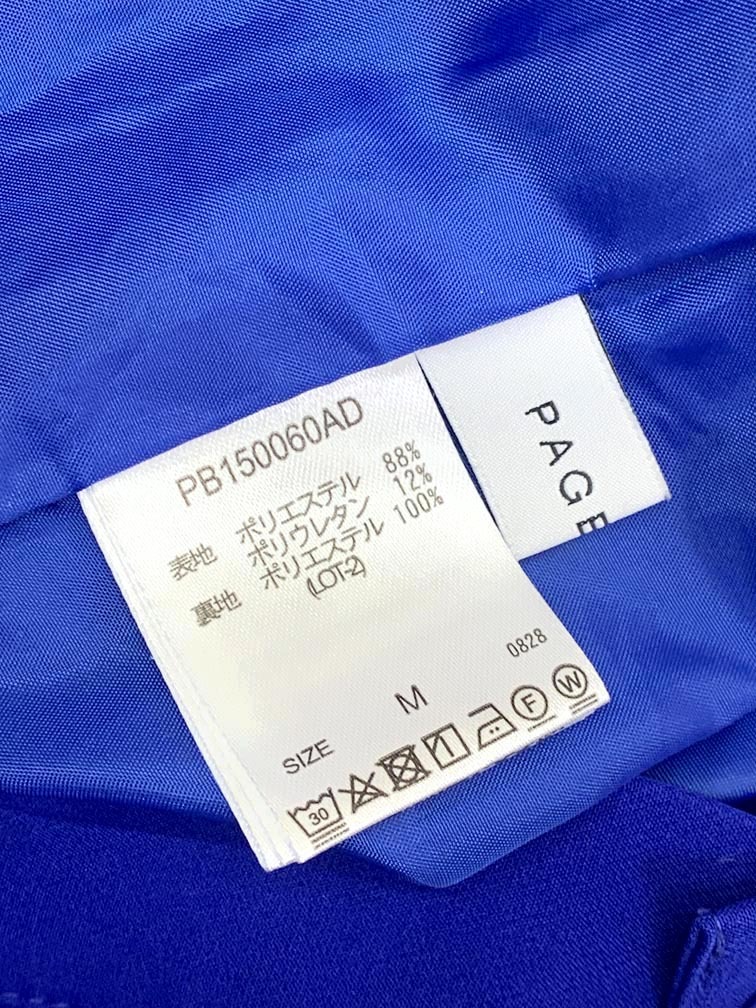 PB150060AD
表地 ポリエステル 88%
ポリウレタン 12%
裏地 ポリエステル 100%
(LOT-2)
0828
SIZE M
30
F
W
PAGE